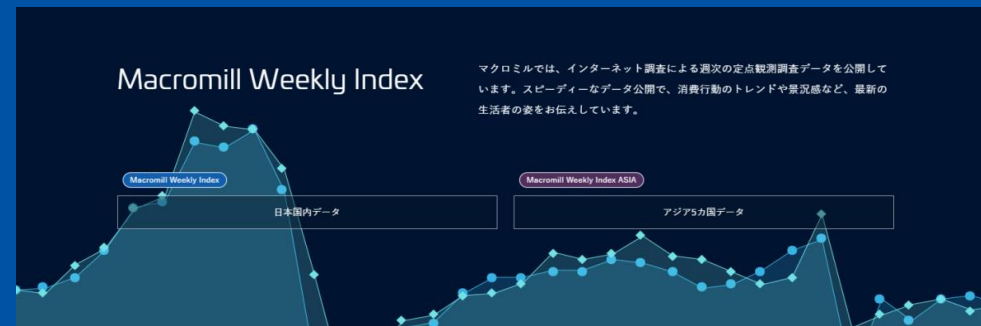 Macromill Weekly Index
マクロミルでは、インターネット調査による週次の定点観測調査データを公開して
います。スピーディーなデータ公開で、消費行動のトレンドや景況感など、最新の
生活者の姿をお伝えしています。
Macromill Weekly Index
日本国内データ
Macromill Weekly Index ASIA
アジア5カ国データ